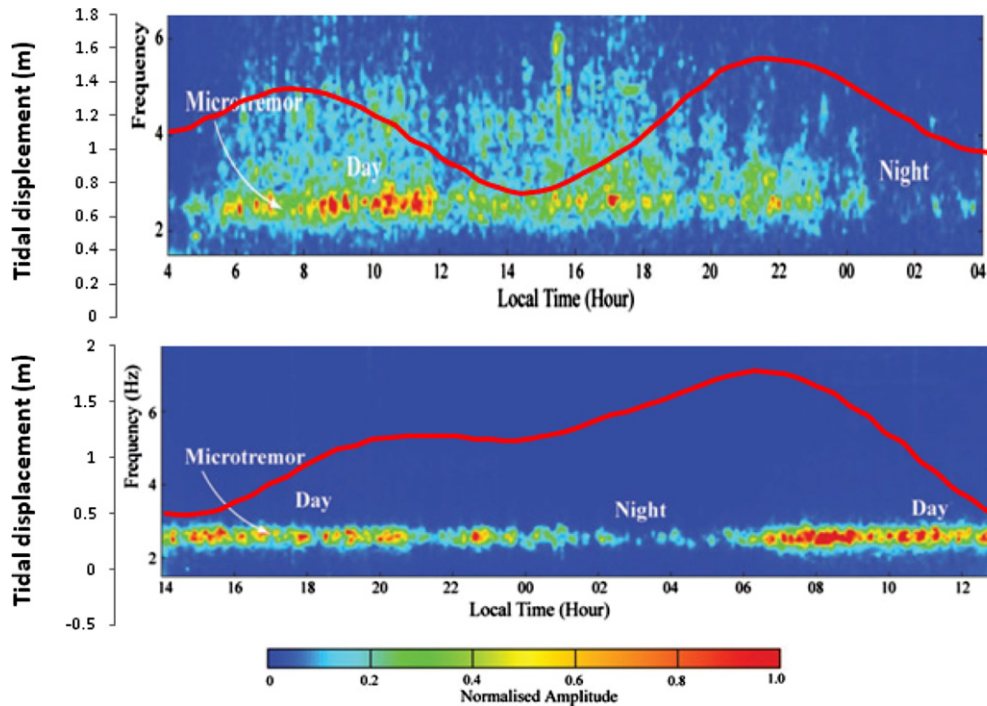 Tidal displcement (m)
1.8
1.6
1.4
1.2
1
0.8
0.6
0.4
0.2
0
Frequency
6
4
2
Microtremor
Day
Night
4 6 8 10 12 14 16 18 20 22 00 02 04
Local Time (Hour)
Tidal displacement (m)
2
1.5
1
0.5
0
-0.5
Frequency (Hz)
6
4
2
Microtremor
Day
Night
Day
14 16 18 20 22 00 02 04 06 08 10 12
Local Time (Hour)
0 0.2 0.4 0.6 0.8 1.0
Normalised Amplitude